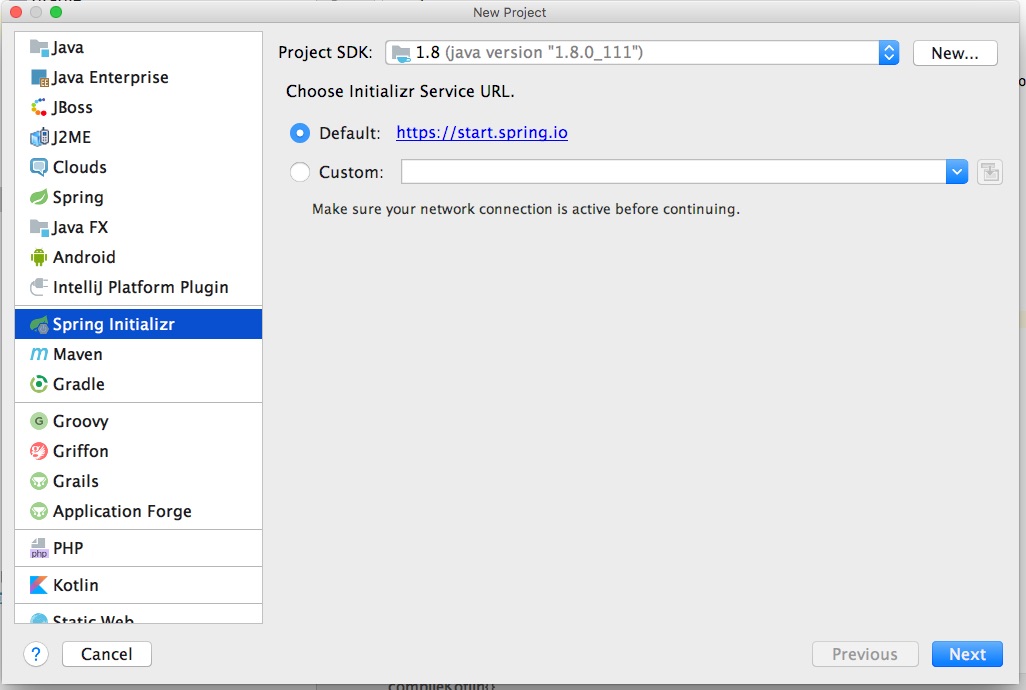 New Project
Java
Java Enterprise
JBoss
J2ME
Clouds
Spring
Java FX
Android
IntelliJ Platform Plugin
Spring Initializr
Maven
Gradle
G Groovy
Griffon
Grails
Application Forge
php PHP
Kotlin
Static Web
Project SDK: 1.8 (java version "1.8.0_111") New...
Choose Initializr Service URL.
Default: https://start.spring.io
Custom:
Make sure your network connection is active before continuing.
? Cancel Previous Next
compileKotlin{}